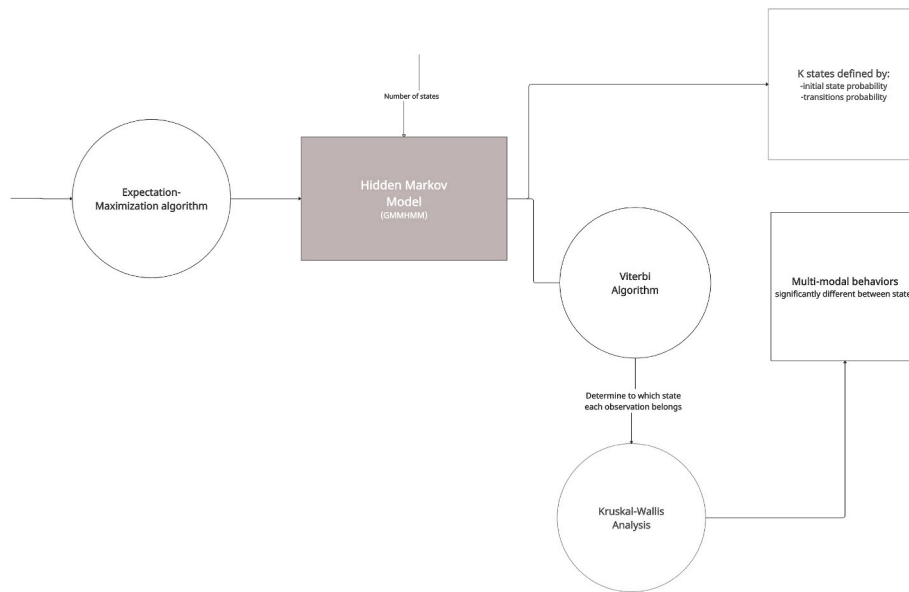 K states defined by:
-initial state probability
-transitions probability
Number of states
Expectation-
Maximization algorithm
Hidden Markov
Model
(GMMHMM)
Viterbi
Algorithm
Multi-modal behaviors
significantly different between state
Determine to which state
each observation belongs
Kruskal-Wallis
Analysis